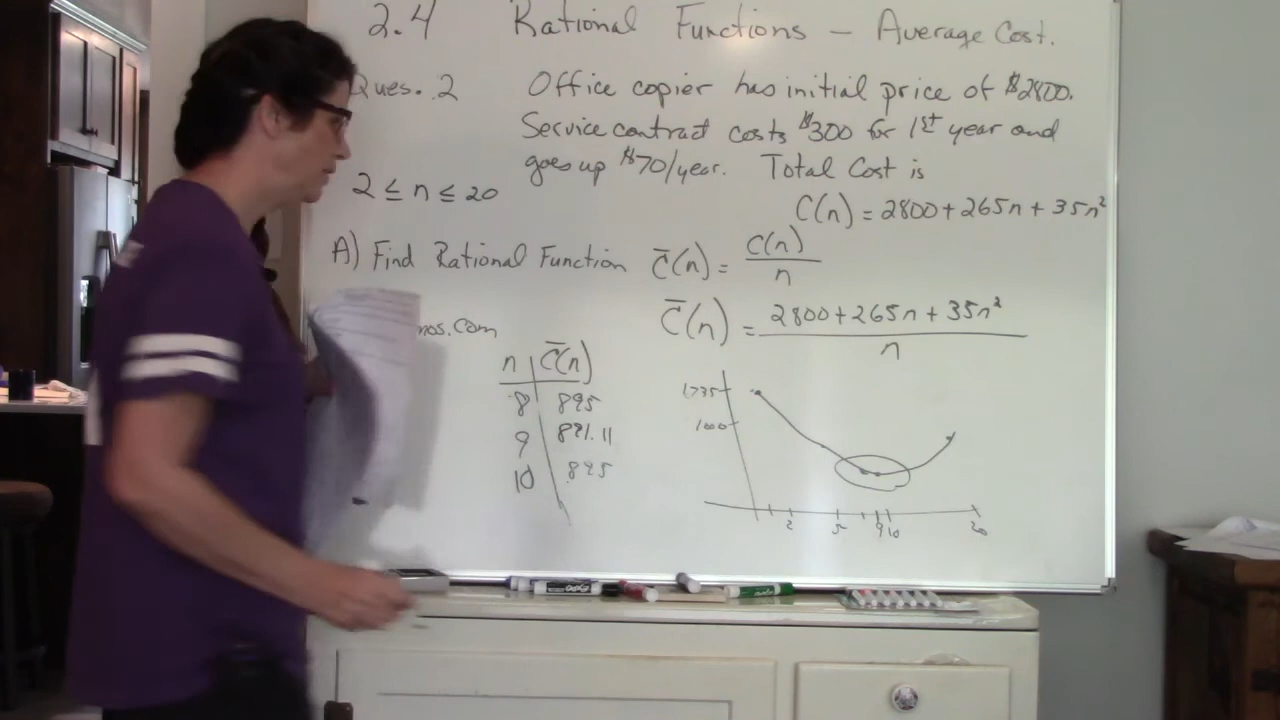 2.4 Rational Functions – Average Cost.
Ques. 2 Office copier has initial price of $2800.
Service contract costs $300 for 1st year and
goes up $70/year. Total Cost is
2 ≤ n ≤ 20
C(n) = 2800 + 265n + 35n²
A) Find Rational Function C̅(n) = C(n)/n
C̅(n) = (2800 + 265n + 35n²)/n
mos.com
n C̅(n)
8 895
9 891.11
10 895
1735
1000
2 5 9 10 20